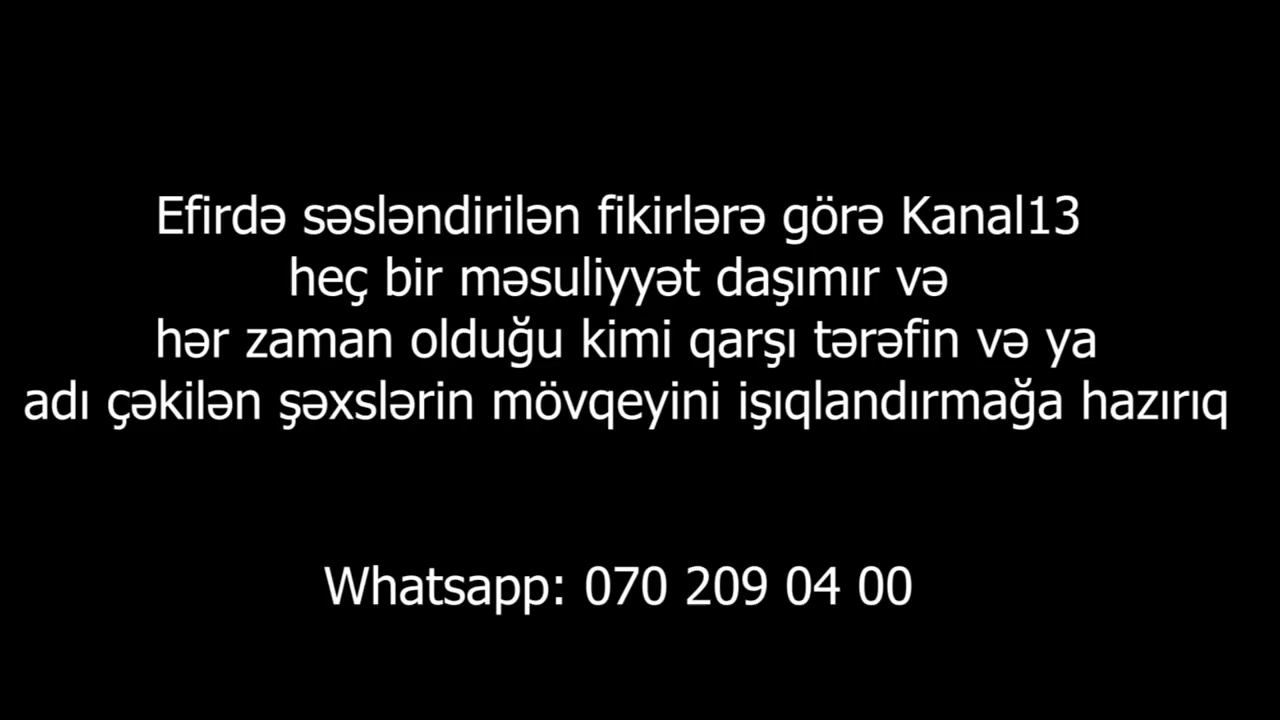 Efirdə səsləndirilən fikirlərə görə Kanal13
heç bir məsuliyyət daşımır və
hər zaman olduğu kimi qarşı tərəfin və ya
adı çəkilən şəxslərin mövqeyini işıqlandırmağa hazırıq
Whatsapp: 070 209 04 00